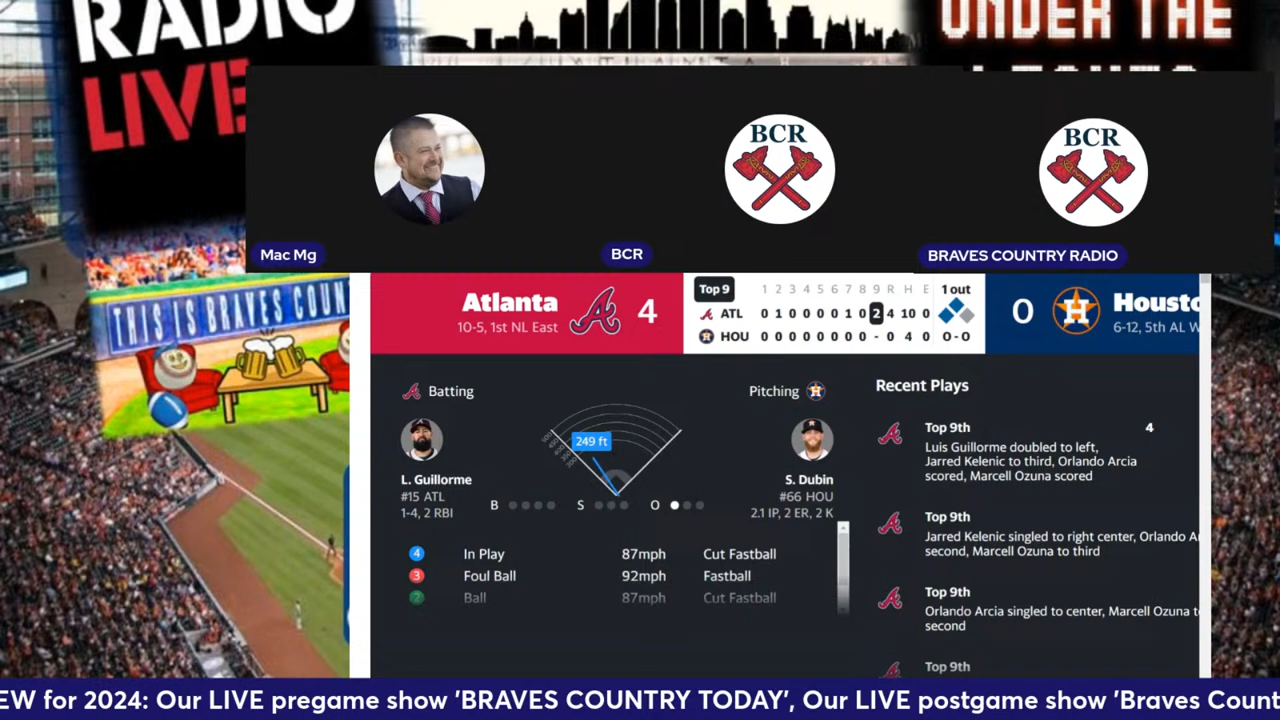 RADIO
LIVE
UNDER THE
BCR
BCR
Mac Mg
BCR
BRAVES COUNTRY RADIO
THIS IS BRAVES COUN
Atlanta
10-5, 1st NL East
4
Top 9
1 2 3 4 5 6 7 8 9 R H E
ATL 0 1 0 0 0 0 0 1 0 2 4 10 0
HOU 0 0 0 0 0 0 0 0 - 0 4 0
1 out
0-0
0
H
Housto
6-12, 5th AL W
Batting
Pitching
249 ft
L. Guillorme
#15 ATL
1-4, 2 RBI
B
S
O
S. Dubin
#66 HOU
2.1 IP, 2 ER, 2 K
4 In Play 87mph Cut Fastball
3 Foul Ball 92mph Fastball
2 Ball 87mph Cut Fastball
Recent Plays
Top 9th 4
Luis Guillorme doubled to left,
Jarred Kelenic to third, Orlando Arcia
scored, Marcell Ozuna scored
Top 9th
Jarred Kelenic singled to right center, Orlando Ar
second, Marcell Ozuna to third
Top 9th
Orlando Arcia singled to center, Marcell Ozuna t
second
Top 9th
EW for 2024: Our LIVE pregame show 'BRAVES COUNTRY TODAY', Our LIVE postgame show 'Braves Count